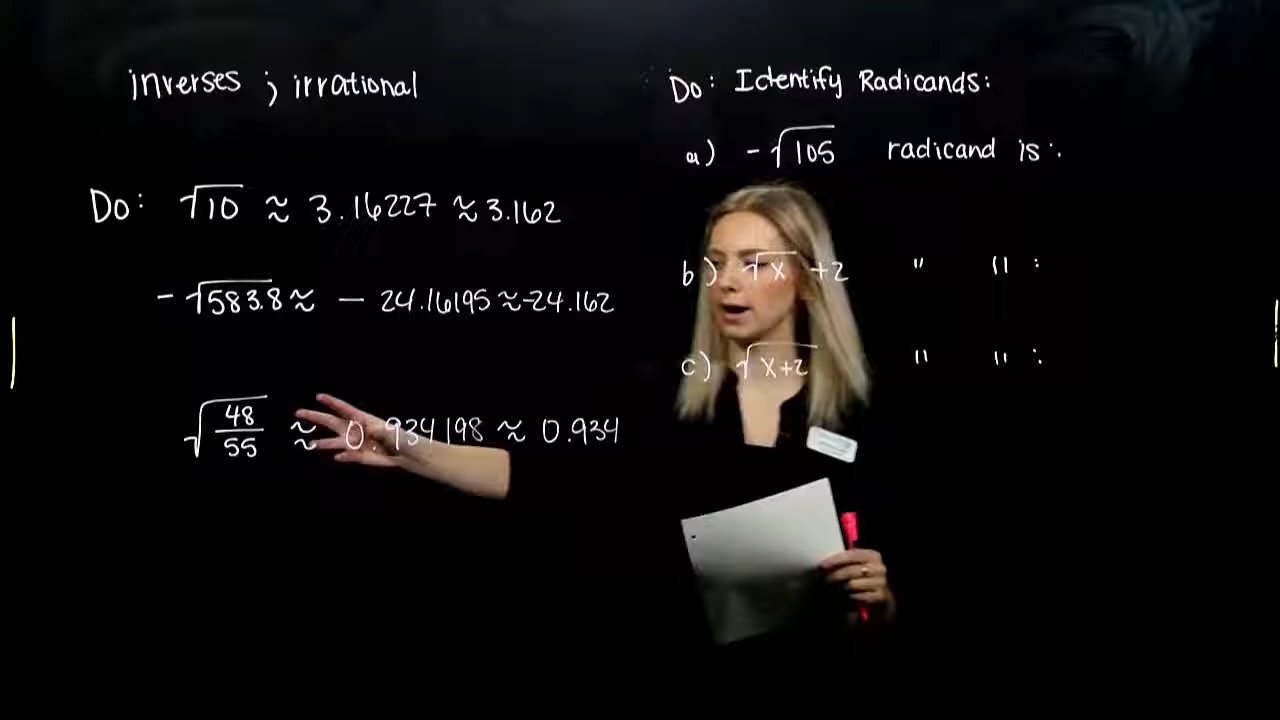 inverses ; irrational
Do: √10 ≈ 3.16227 ≈ 3.162
-√583.8 ≈ - 24.16195 ≈ -24.162
√48/55 ≈ 0.934198 ≈ 0.934
Do: Identify Radicands:
a) -√105 radicand is:
b) √x +2 " " :
c) √x+2 " " :